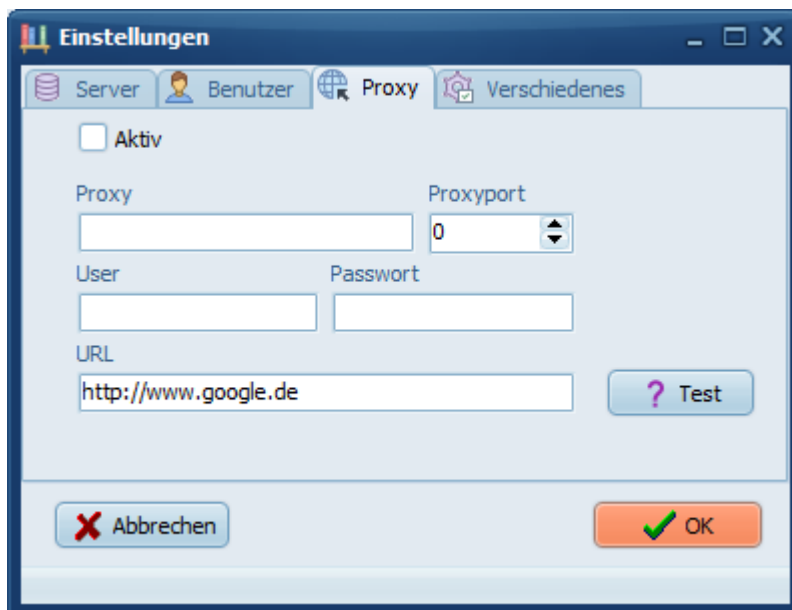 Einstellungen
Server Benutzer Proxy Verschiedenes
Aktiv
Proxy Proxyport
0
User Passwort
URL
http://www.google.de ? Test
Abbrechen OK